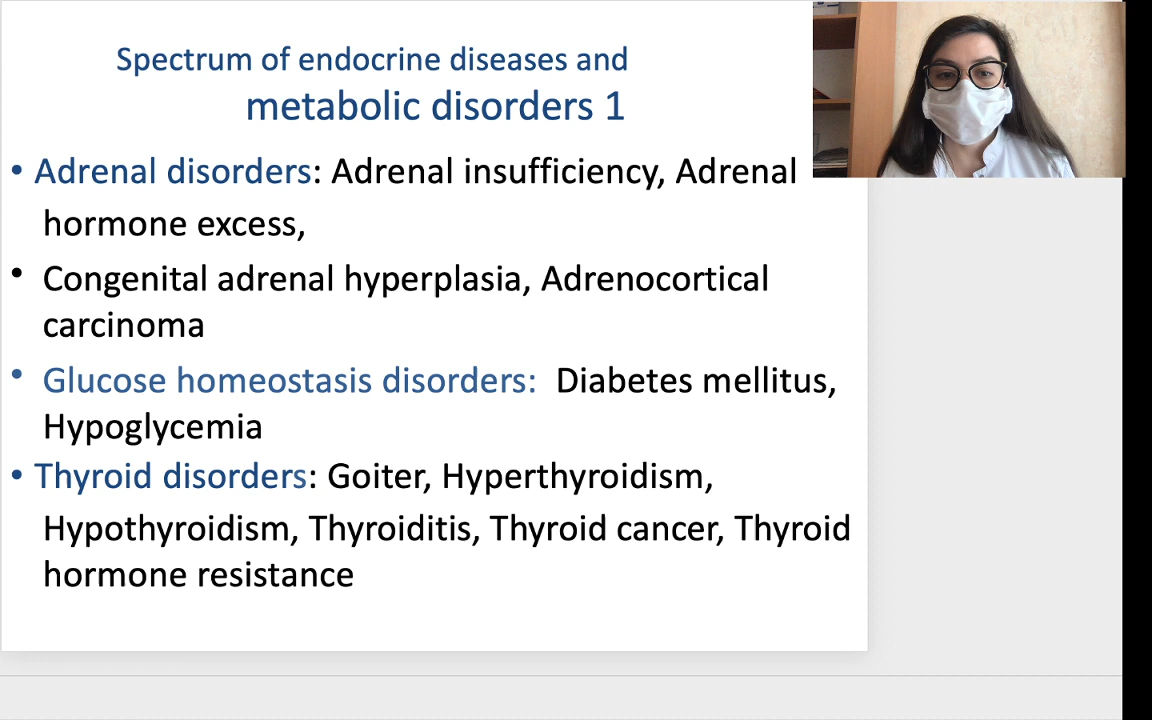 Spectrum of endocrine diseases and
metabolic disorders 1
• Adrenal disorders: Adrenal insufficiency, Adrenal
hormone excess,
• Congenital adrenal hyperplasia, Adrenocortical
carcinoma
• Glucose homeostasis disorders: Diabetes mellitus,
Hypoglycemia
• Thyroid disorders: Goiter, Hyperthyroidism,
Hypothyroidism, Thyroiditis, Thyroid cancer, Thyroid
hormone resistance